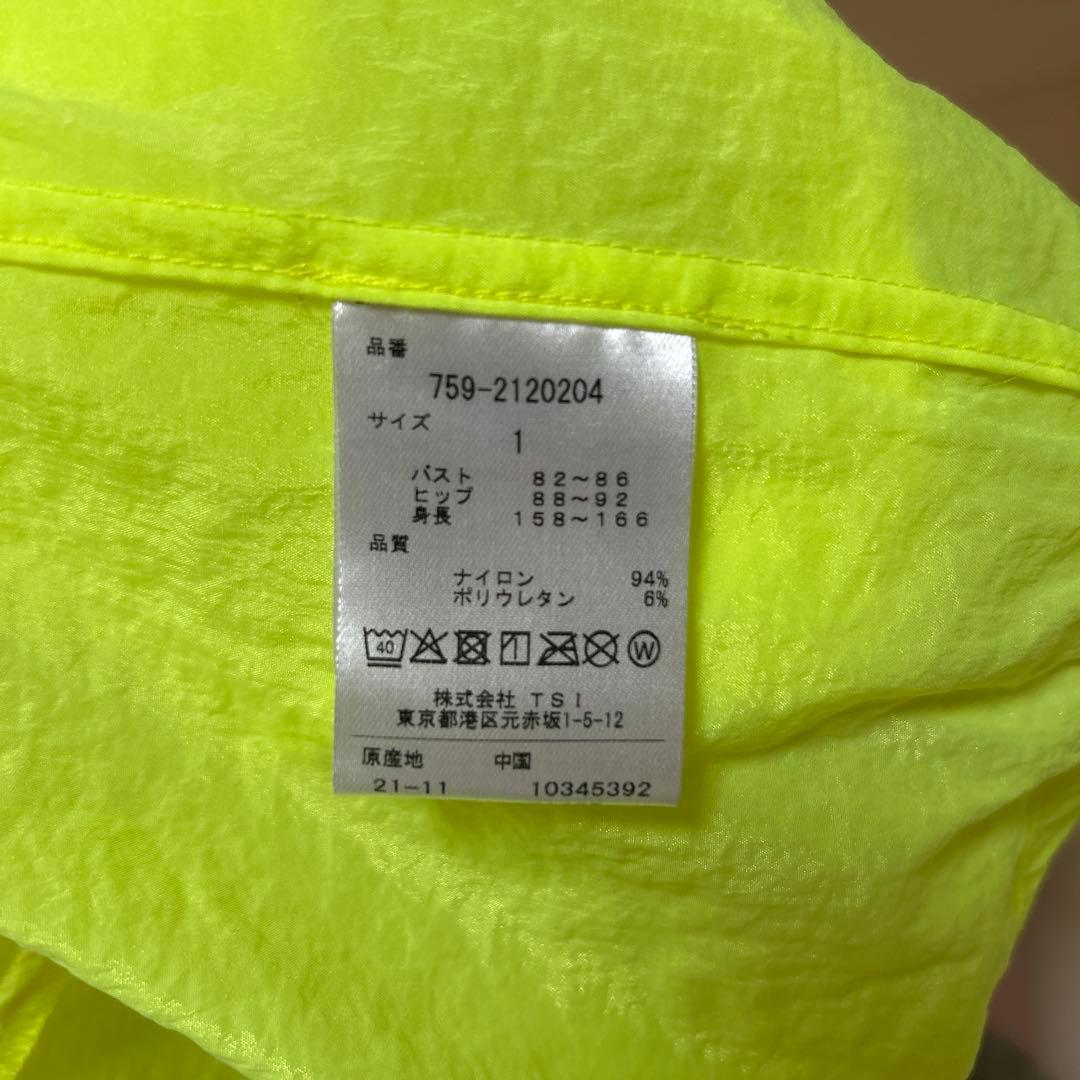 品番
759-2120204
サイズ
1
バスト 82～86
ヒップ 88～92
身長 158～166
品質
ナイロン 94%
ポリウレタン 6%
40 W
株式会社 TSI
東京都港区元赤坂1-5-12
原産地 中国
21-11 10345392